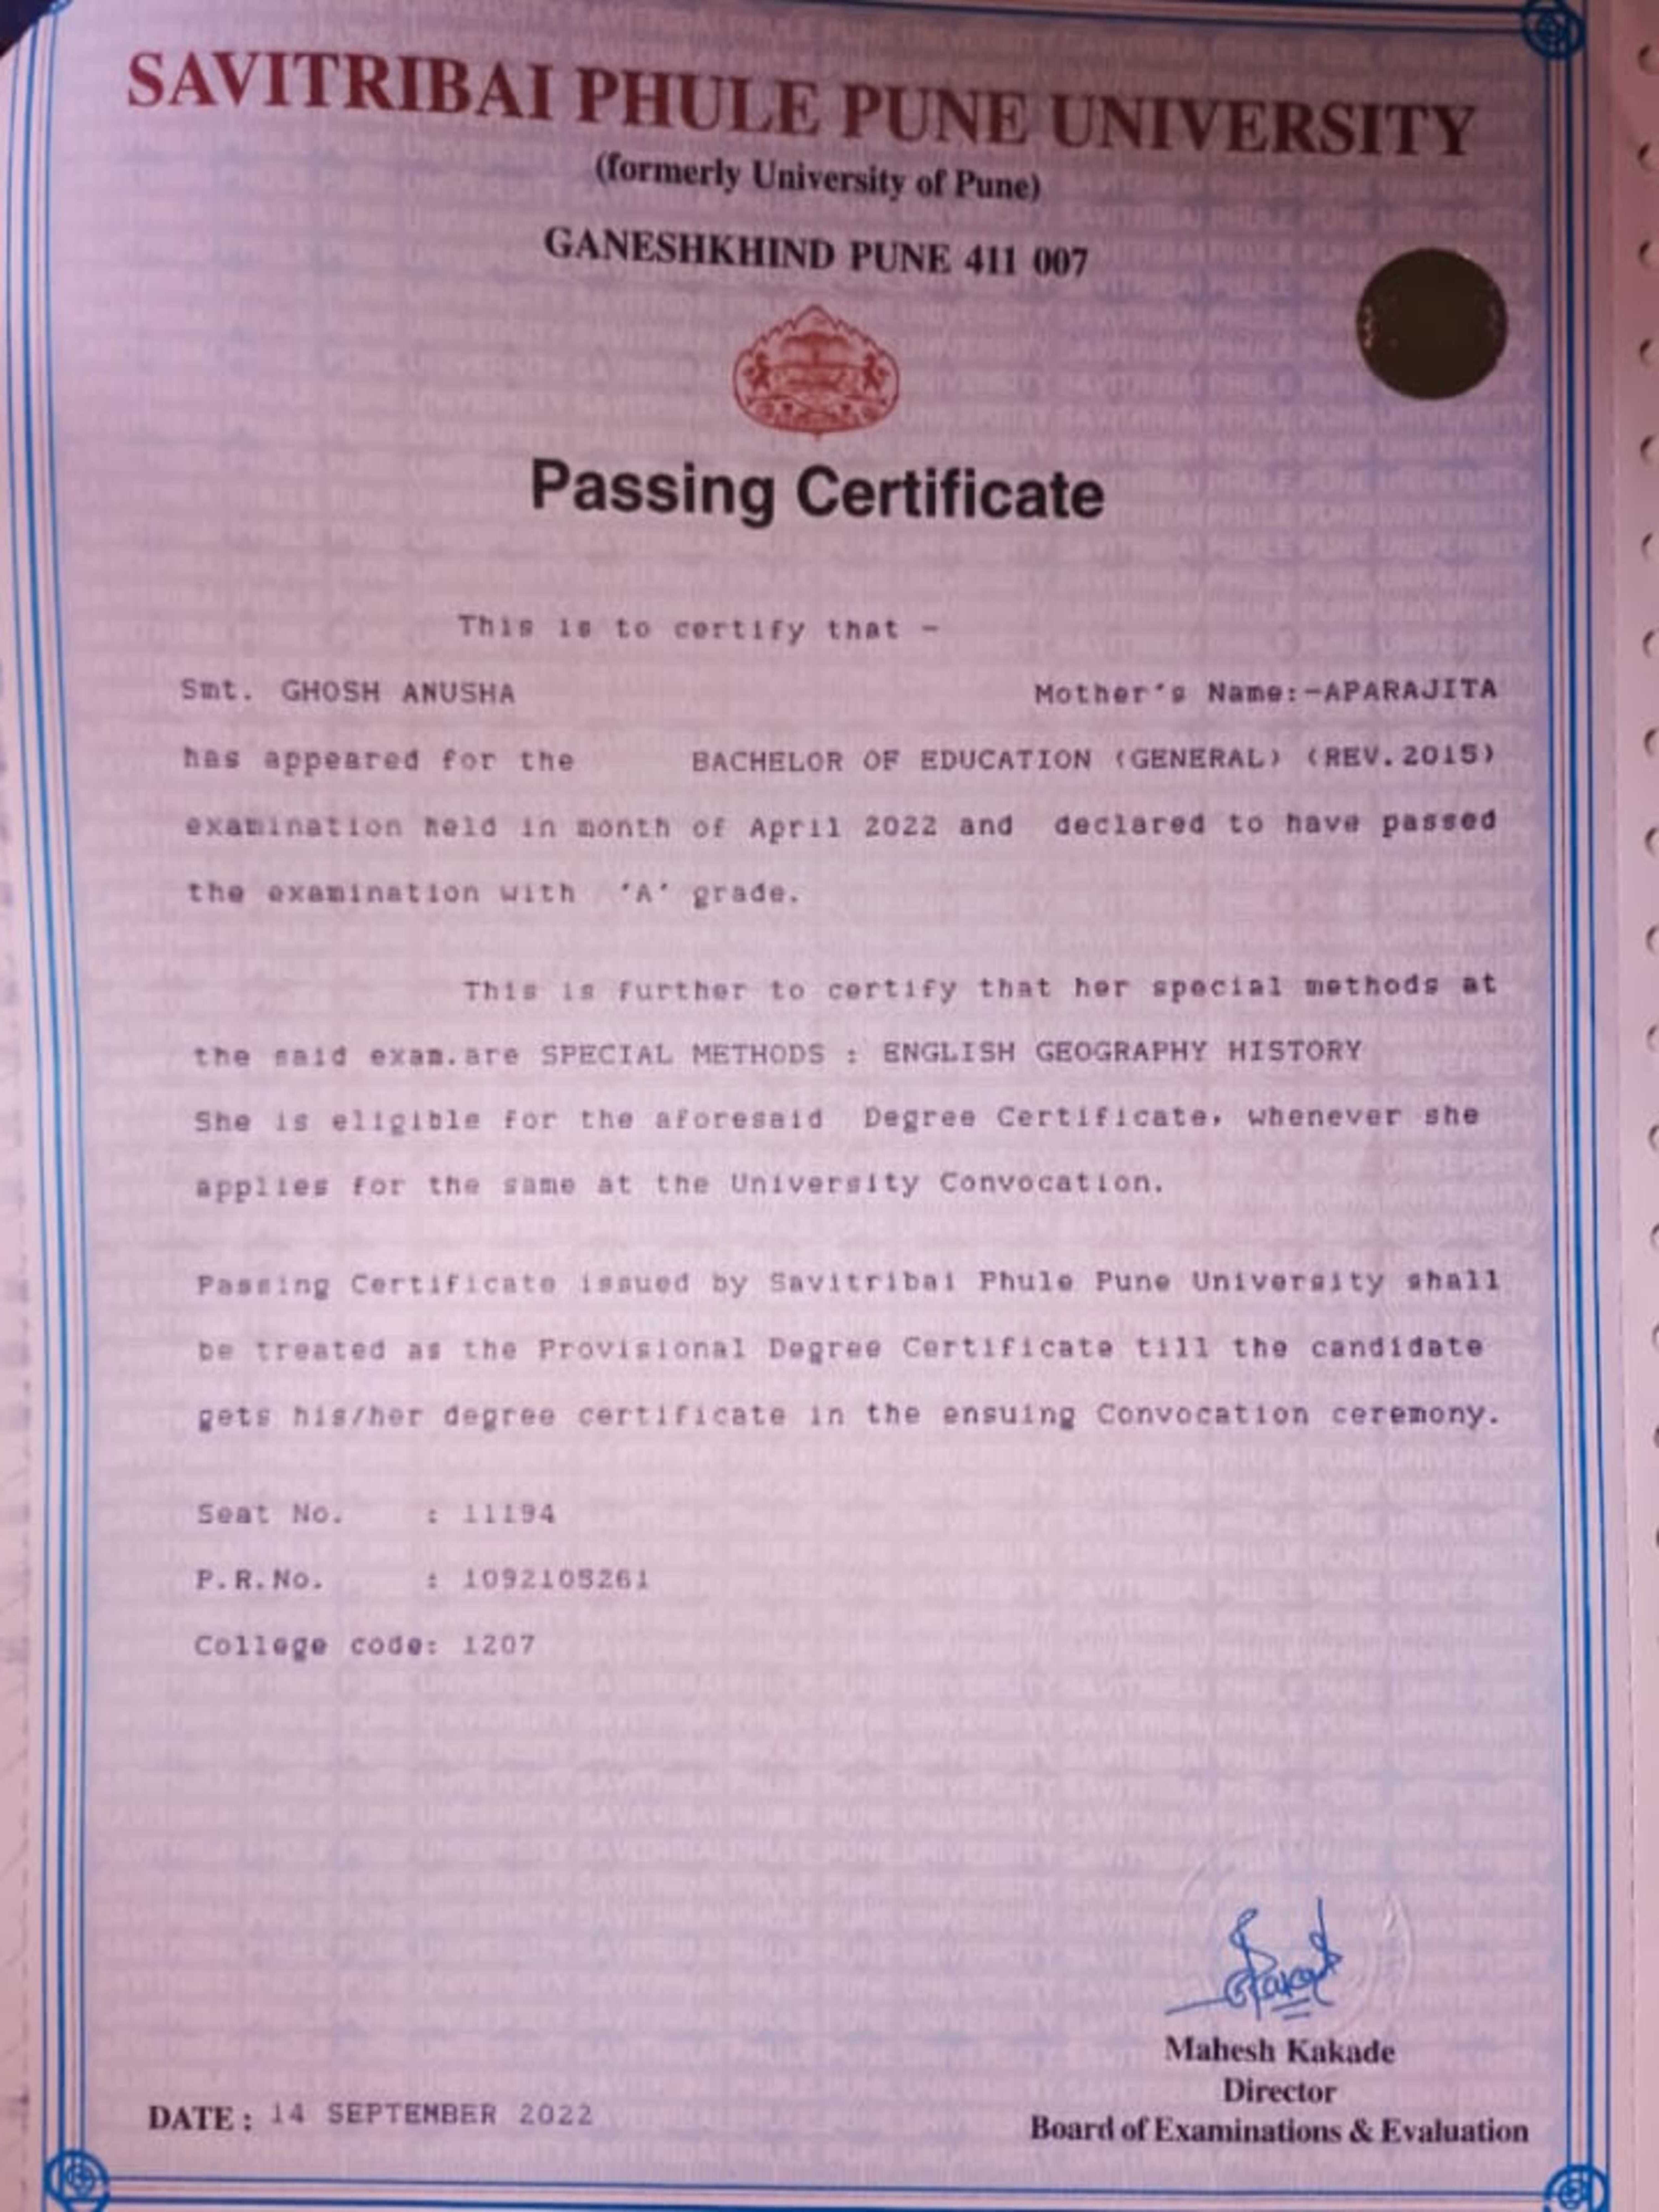 SAVITRIBAI PHULE PUNE UNIVERSITY
(formerly University of Pune)
GANESHKHIND PUNE 411 007
Passing Certificate
This is to certify that -
Smt. GHOSH ANUSHA Mother's Name:-APARAJITA
has appeared for the BACHELOR OF EDUCATION (GENERAL) (REV.2015)
examination held in month of April 2022 and declared to have passed
the examination with 'A' grade.
This is further to certify that her special methods at
the said exam.are SPECIAL METHODS : ENGLISH GEOGRAPHY HISTORY
She is eligible for the aforesaid Degree Certificate, whenever she
applies for the same at the University Convocation.
Passing Certificate issued by Savitribai Phule Pune University shall
be treated as the Provisional Degree Certificate till the candidate
gets his/her degree certificate in the ensuing Convocation ceremony.
Seat No. : 11194
P.R.No. : 1092105261
College code: 1207
Mahesh Kakade
Director
Board of Examinations & Evaluation
DATE : 14 SEPTEMBER 2022